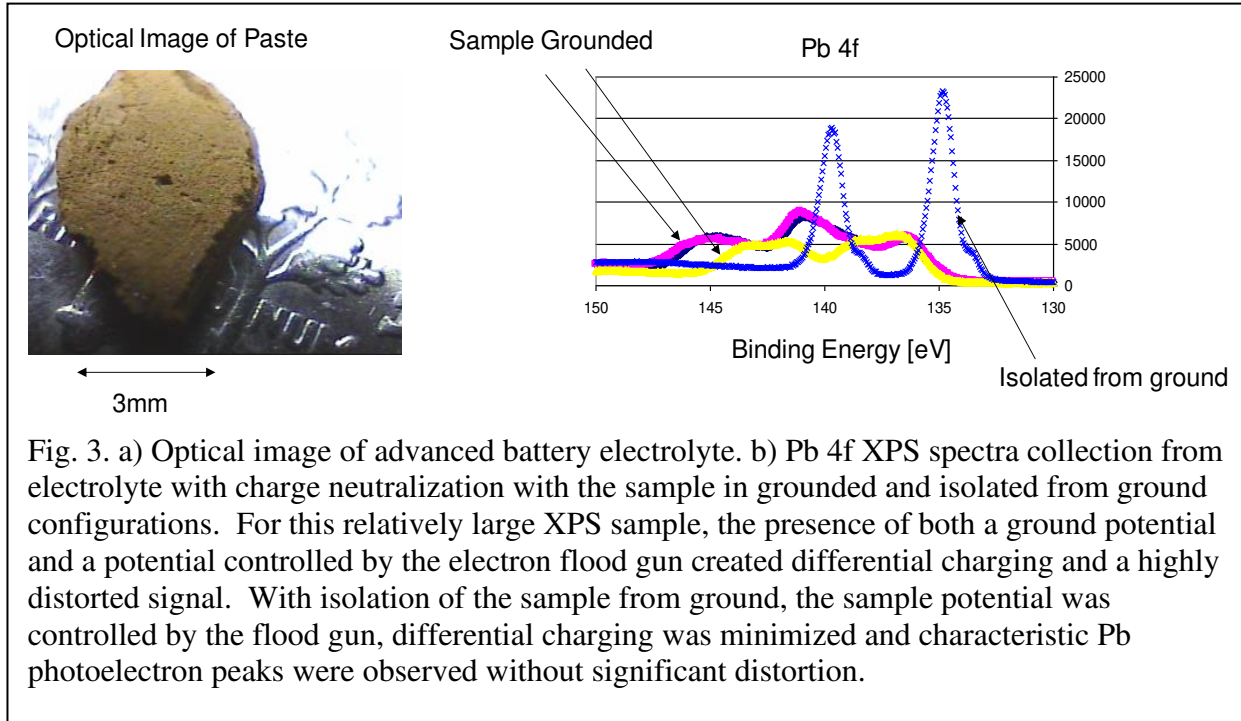 Optical Image of Paste
3mm
Sample Grounded
Pb 4f
25000
20000
15000
10000
5000
0
150 145 140 135 130
Binding Energy [eV]
Isolated from ground
Fig. 3. a) Optical image of advanced battery electrolyte. b) Pb 4f XPS spectra collection from
electrolyte with charge neutralization with the sample in grounded and isolated from ground
configurations. For this relatively large XPS sample, the presence of both a ground potential
and a potential controlled by the electron flood gun created differential charging and a highly
distorted signal. With isolation of the sample from ground, the sample potential was
controlled by the flood gun, differential charging was minimized and characteristic Pb
photoelectron peaks were observed without significant distortion.